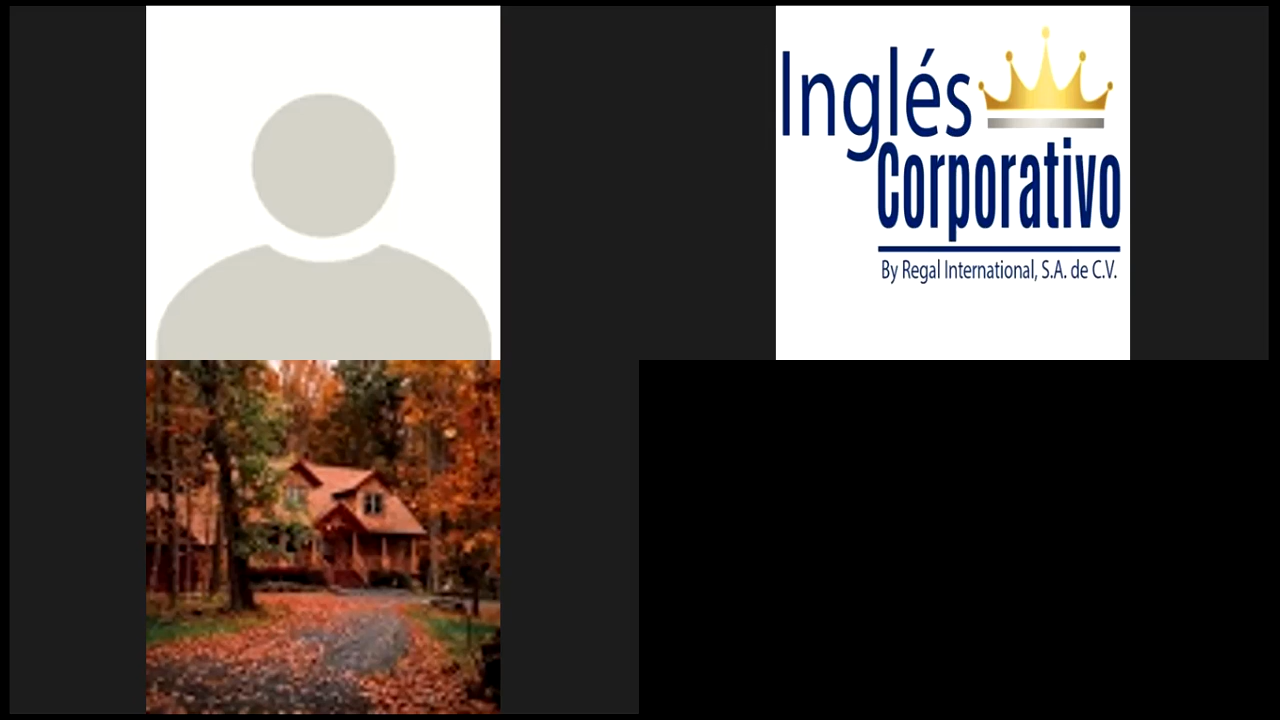 Inglés
Corporativo
By Regal International, S.A. de C.V.